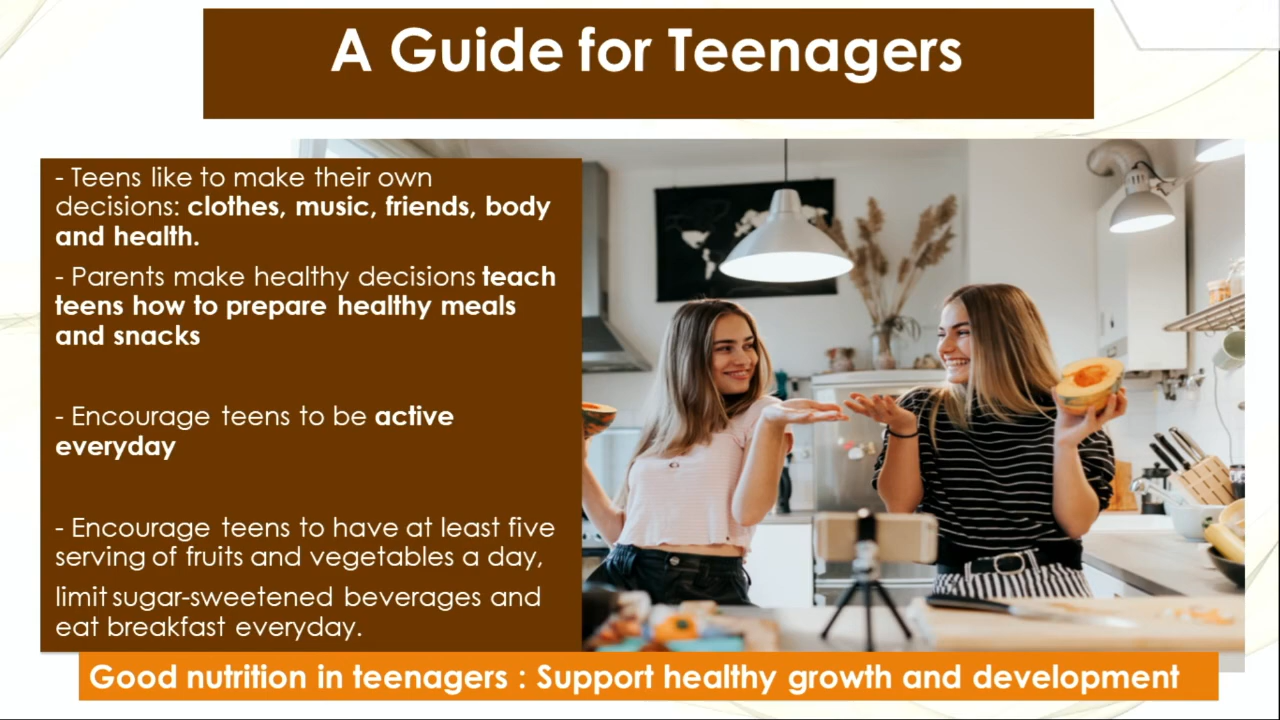 A Guide for Teenagers
- Teens like to make their own
decisions: clothes, music, friends, body
and health.
- Parents make healthy decisions teach
teens how to prepare healthy meals
and snacks
- Encourage teens to be active
everyday
- Encourage teens to have at least five
serving of fruits and vegetables a day,
limit sugar-sweetened beverages and
eat breakfast everyday.
Good nutrition in teenagers : Support healthy growth and development